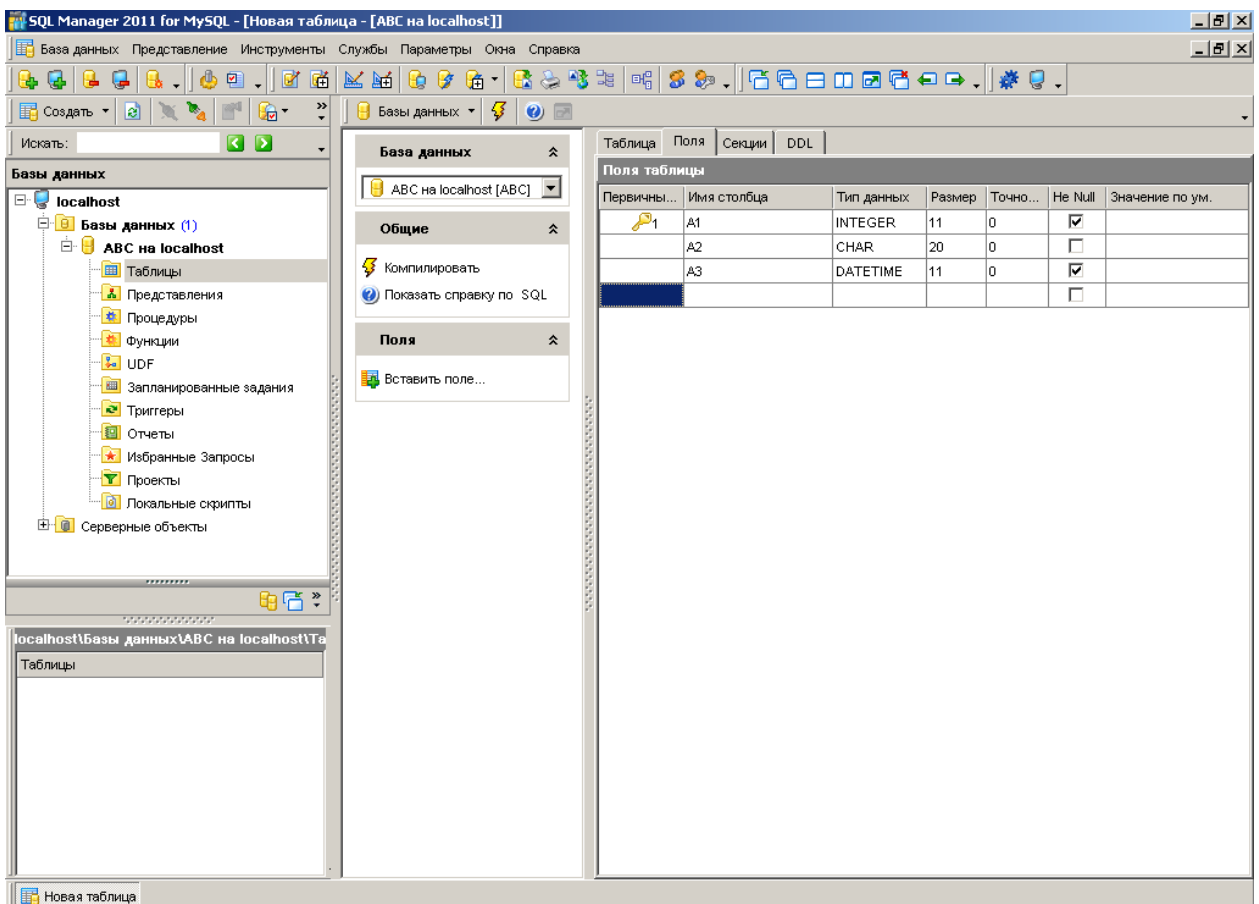 SQL Manager 2011 for MySQL - [Новая таблица - [ABC на localhost]]
База данных Представление Инструменты Службы Параметры Окна Справка
Создать
Базы данных
Искать:
Базы данных
localhost
Базы данных (1)
ABC на localhost
Таблицы
Представления
Процедуры
Функции
UDF
Запланированные задания
Триггеры
Отчеты
Избранные Запросы
Проекты
Локальные скрипты
Серверные объекты
localhost\Базы данных\ABC на localhost\Та
Таблицы
База данных
ABC на localhost [ABC]
Общие
Компилировать
Показать справку по SQL
Поля
Вставить поле...
Таблица Поля Секции DDL
Поля таблицы
Первичны... Имя столбца Тип данных Размер Точно... Не Null Значение по ум.
1 A1 INTEGER 11 0
A2 CHAR 20
A3 DATETIME 11 0
Новая таблица